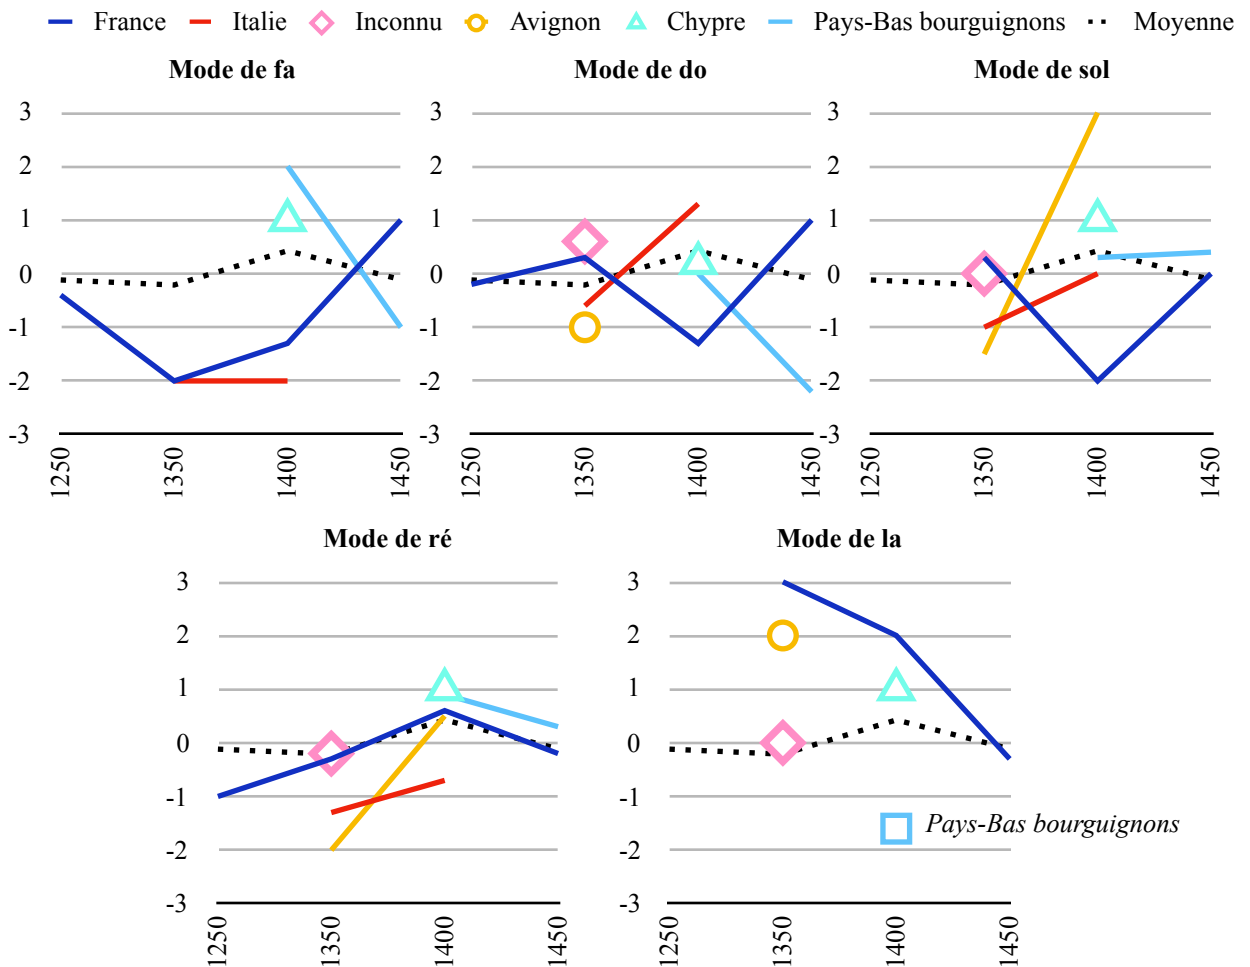 France Italie Inconnu Avignon Chypre Pays-Bas bourguignons Moyenne
Mode de fa Mode de do Mode de sol
3 3 3
2 2 2
1 1 1
0 0 0
-1 -1 -1
-2 -2 -2
-3 -3 -3
1250 1350 1400 1450 1250 1350 1400 1450 1250 1350 1400 1450
Mode de ré Mode de la
3 3
2 2
1 1
0 0
-1 -1
Pays-Bas bourguignons
-2 -2
-3 -3
1250 1350 1400 1450 1250 1350 1400 1450